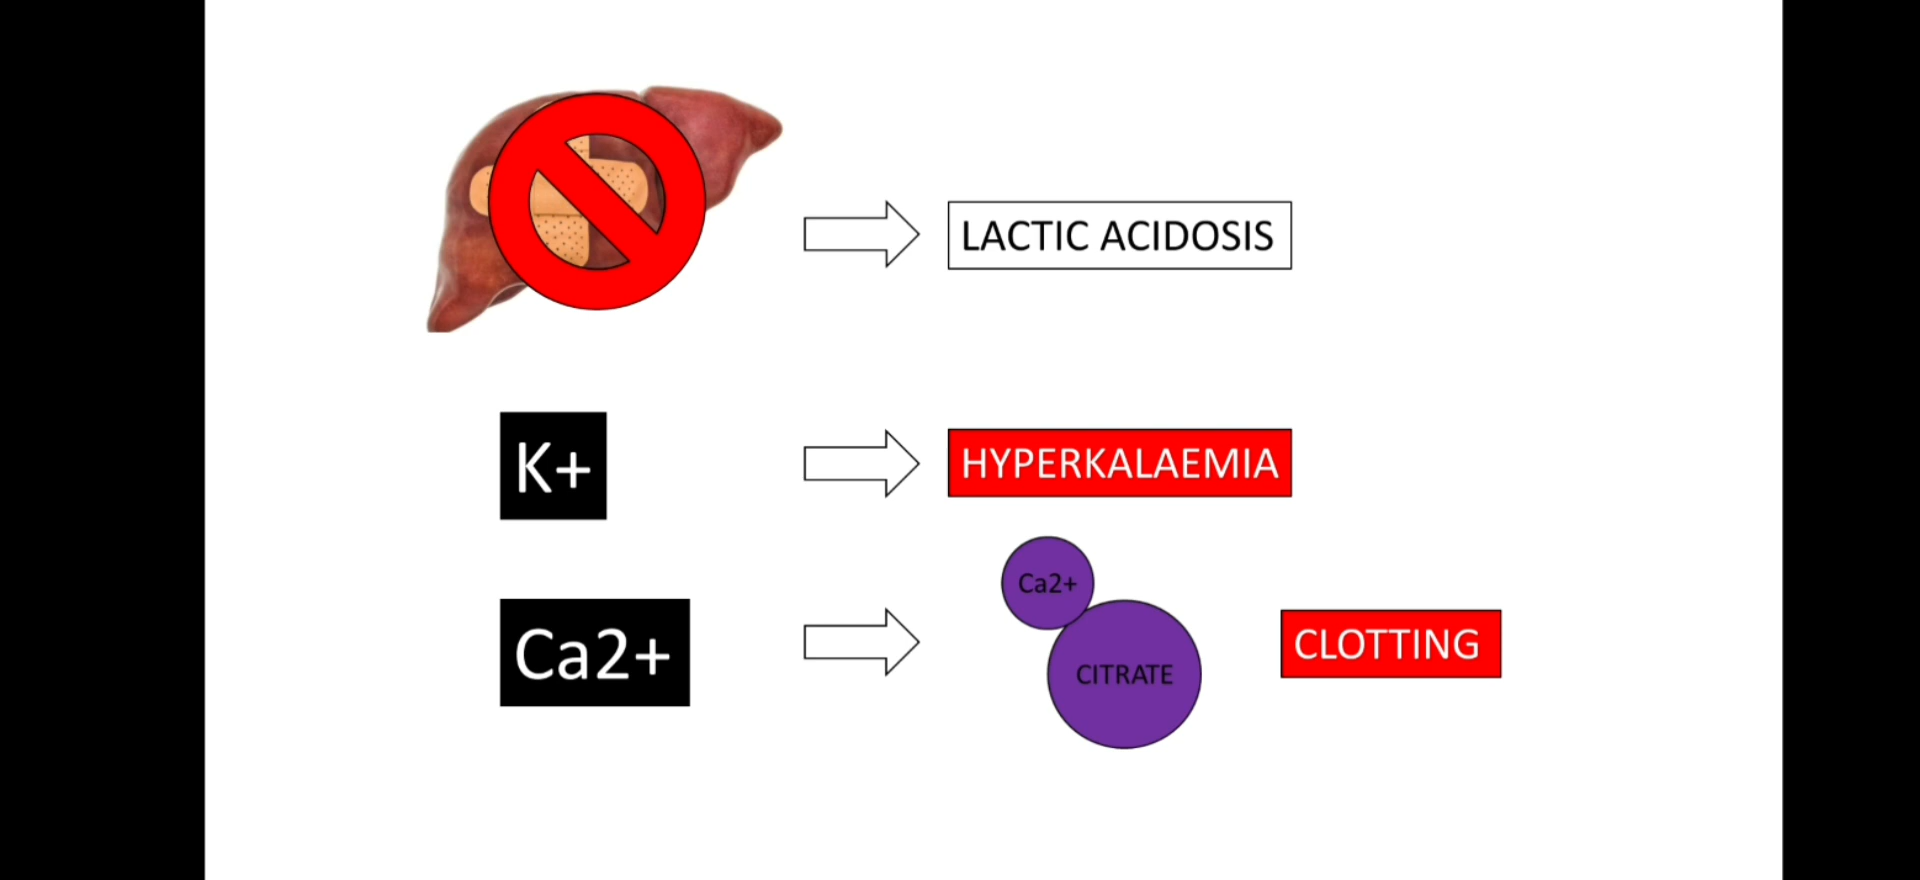 LACTIC ACIDOSIS
K+
HYPERKALAEMIA
Ca2+
Ca2+
CITRATE
CLOTTING